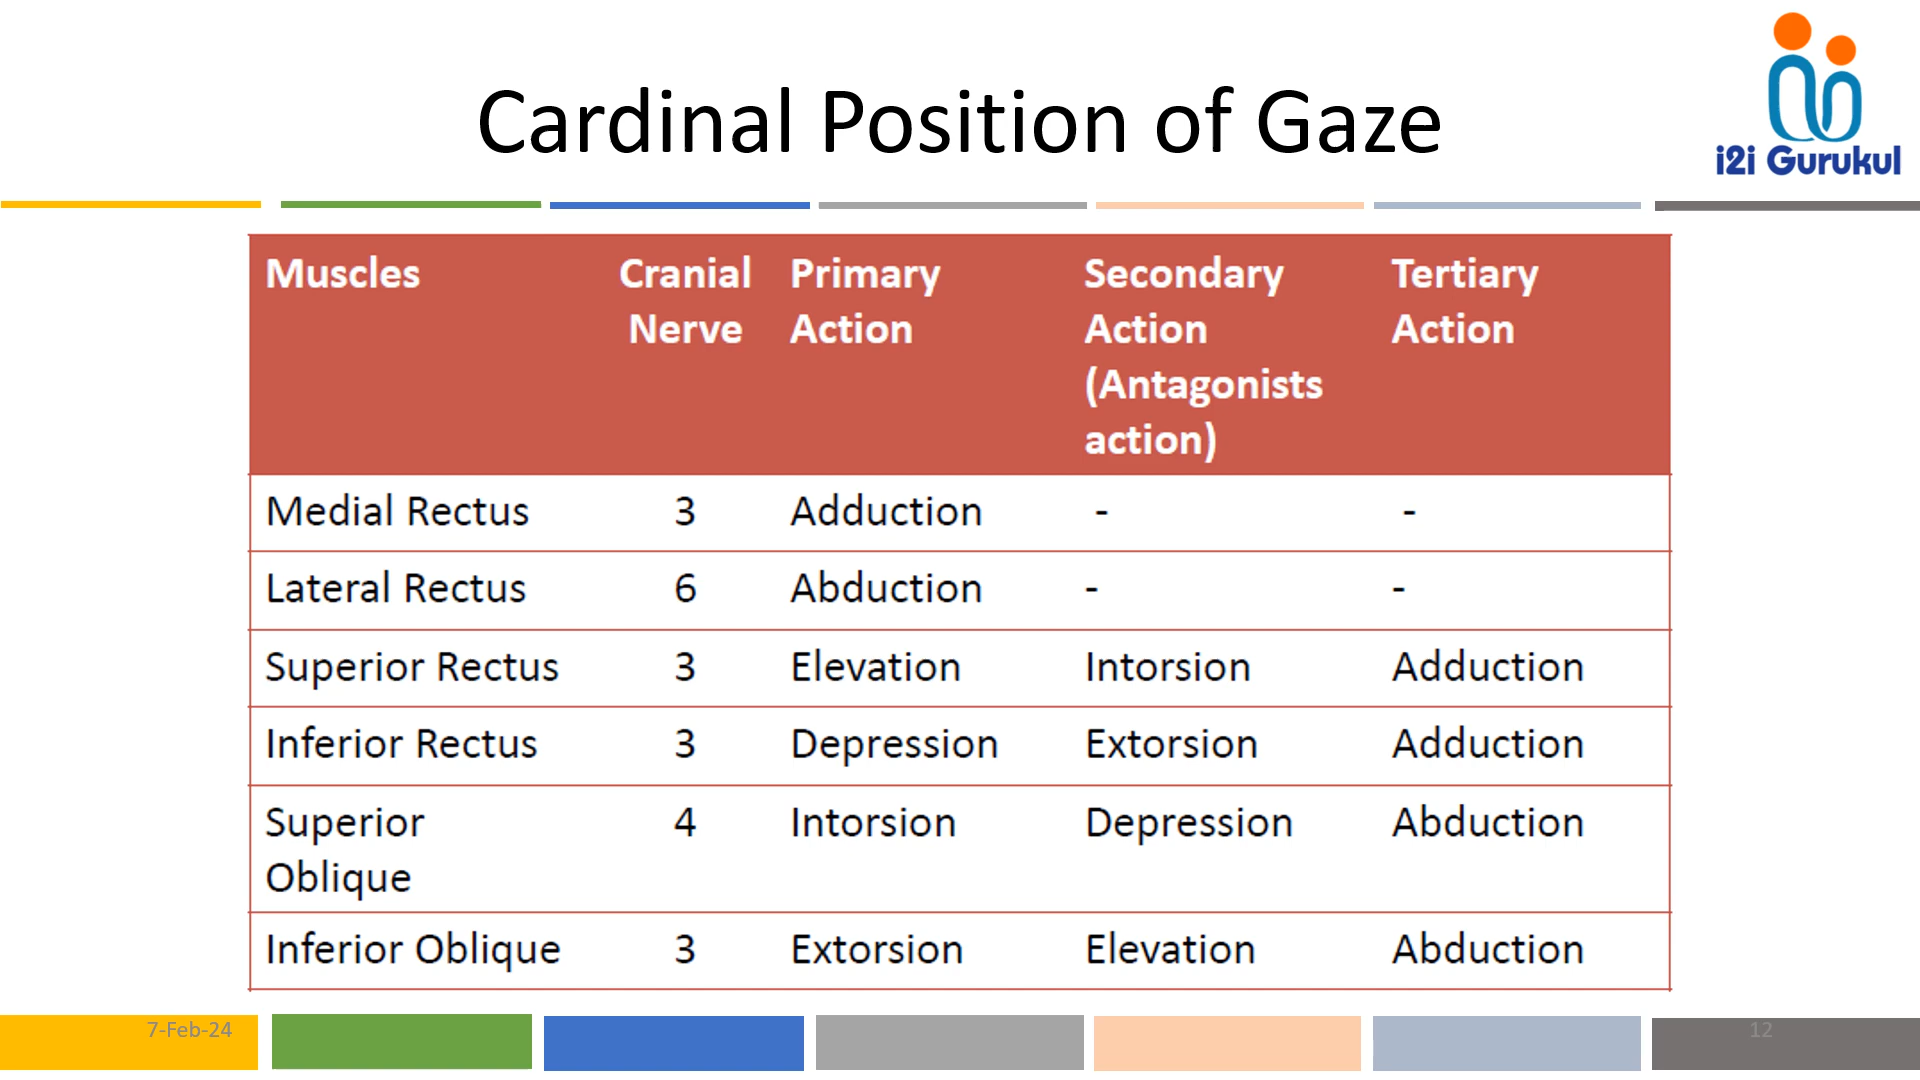 Cardinal Position of Gaze
i2i Gurukul
Muscles Cranial Nerve Primary Action Secondary Action (Antagonists action) Tertiary Action
Medial Rectus 3 Adduction - -
Lateral Rectus 6 Abduction - -
Superior Rectus 3 Elevation Intorsion Adduction
Inferior Rectus 3 Depression Extorsion Adduction
Superior Oblique 4 Intorsion Depression Abduction
Inferior Oblique 3 Extorsion Elevation Abduction
7-Feb-24 12